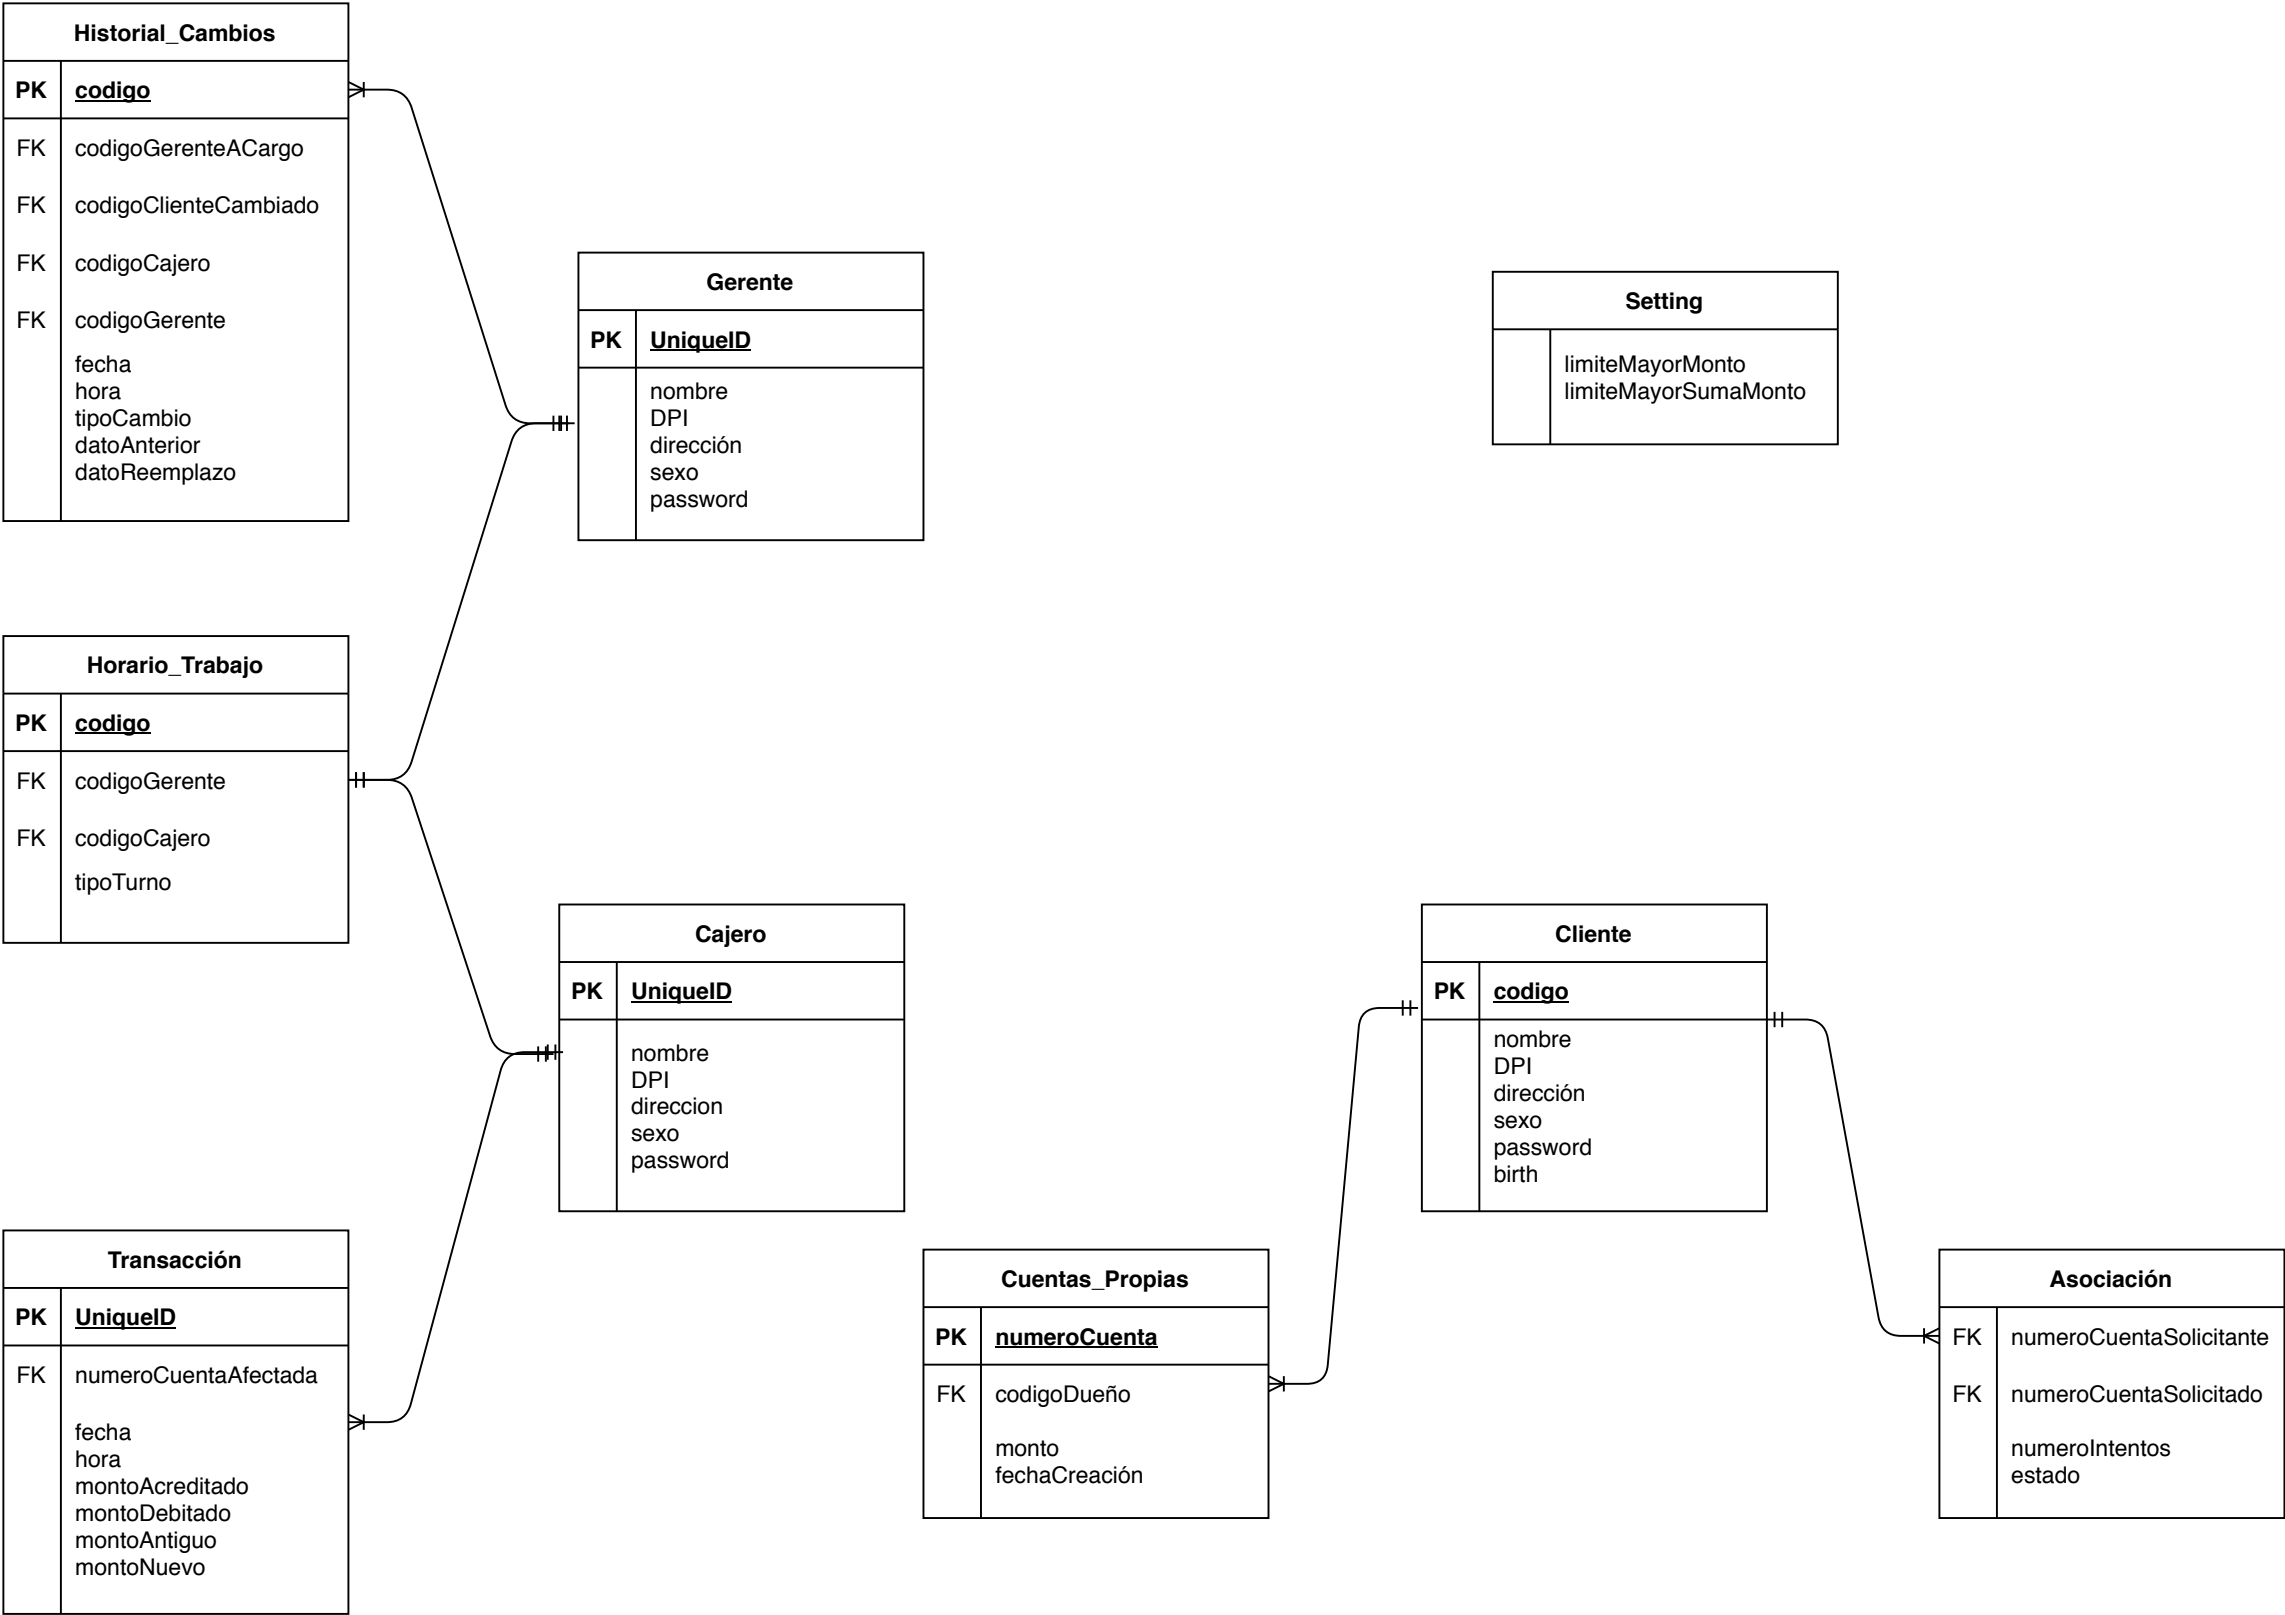 Historial_Cambios
PK codigo
FK codigoGerenteACargo
FK codigoClienteCambiado
FK codigoCajero
FK codigoGerente
fecha
hora
tipoCambio
datoAnterior
datoReemplazo
Gerente
PK UniqueID
nombre
DPI
dirección
sexo
password
Setting
limiteMayorMonto
limiteMayorSumaMonto
Horario_Trabajo
PK codigo
FK codigoGerente
FK codigoCajero
tipoTurno
Cajero
PK UniqueID
nombre
DPI
direccion
sexo
password
Cliente
PK codigo
nombre
DPI
dirección
sexo
password
birth
Transacción
PK UniqueID
FK numeroCuentaAfectada
fecha
hora
montoAcreditado
montoDebitado
montoAntiguo
montoNuevo
Cuentas_Propias
PK numeroCuenta
FK codigoDueño
monto
fechaCreación
Asociación
FK numeroCuentaSolicitante
FK numeroCuentaSolicitado
numeroIntentos
estado